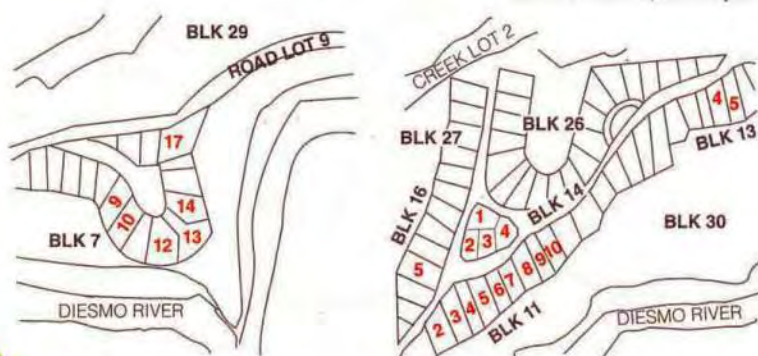 BLK 29
ROAD LOT 9
17
9
10
14
13
12
BLK 7
DIESMO RIVER
CREEK LOT 2
BLK 27
BLK 26
4
5
BLK 13
BLK 16
BLK 14
1
2
3
4
5
BLK 30
2
3
4
5
6
7
8
9
10
BLK 11
DIESMO RIVER